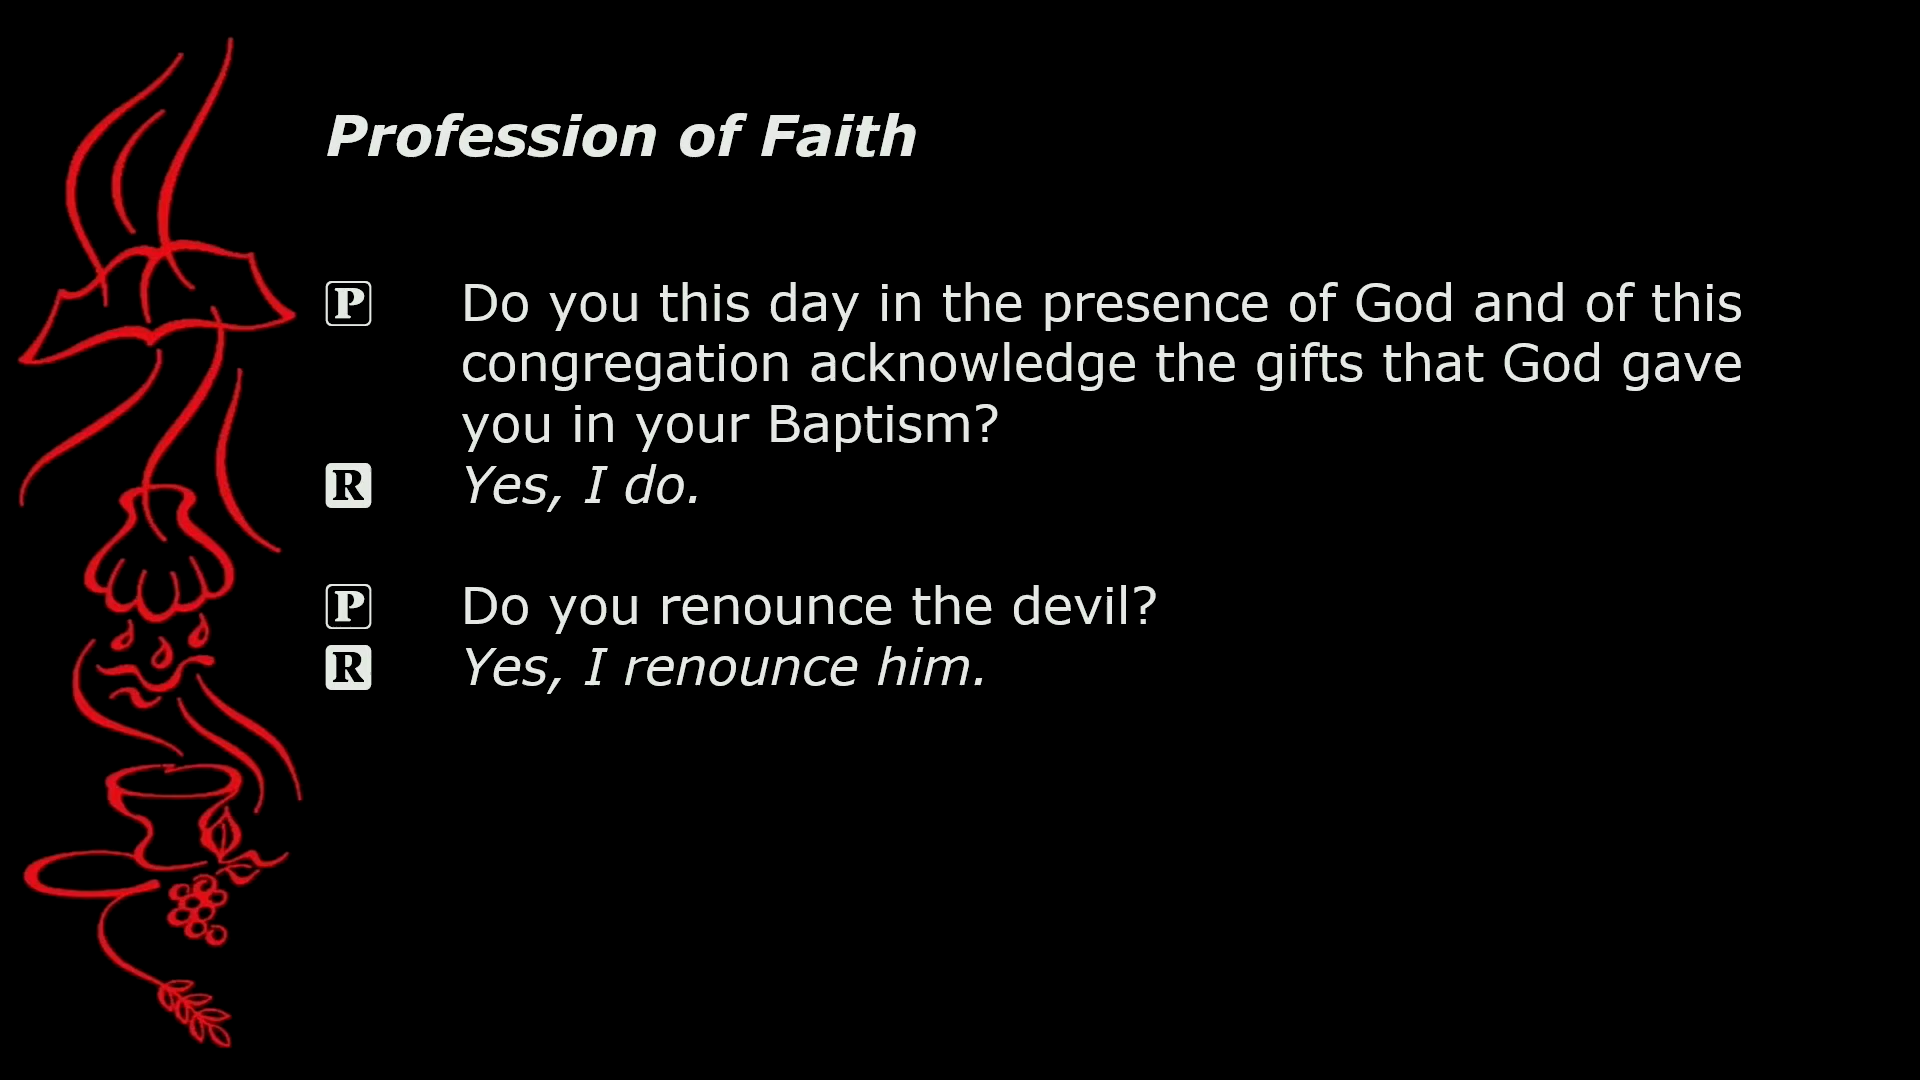 Profession of Faith
P Do you this day in the presence of God and of this
congregation acknowledge the gifts that God gave
you in your Baptism?
R Yes, I do.
P Do you renounce the devil?
R Yes, I renounce him.